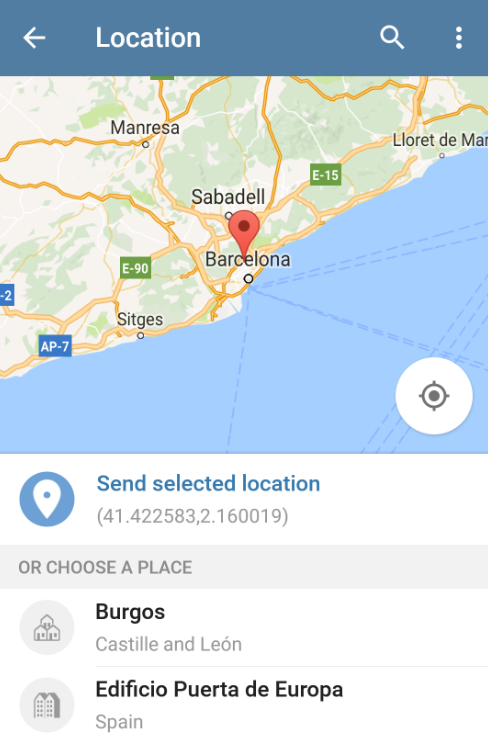 Location
Manresa
Lloret de Mar
E-15
Sabadell
Barcelona
E-90
-2
Sitges
AP-7
Send selected location
(41.422583,2.160019)
OR CHOOSE A PLACE
Burgos
Castille and León
Edificio Puerta de Europa
Spain